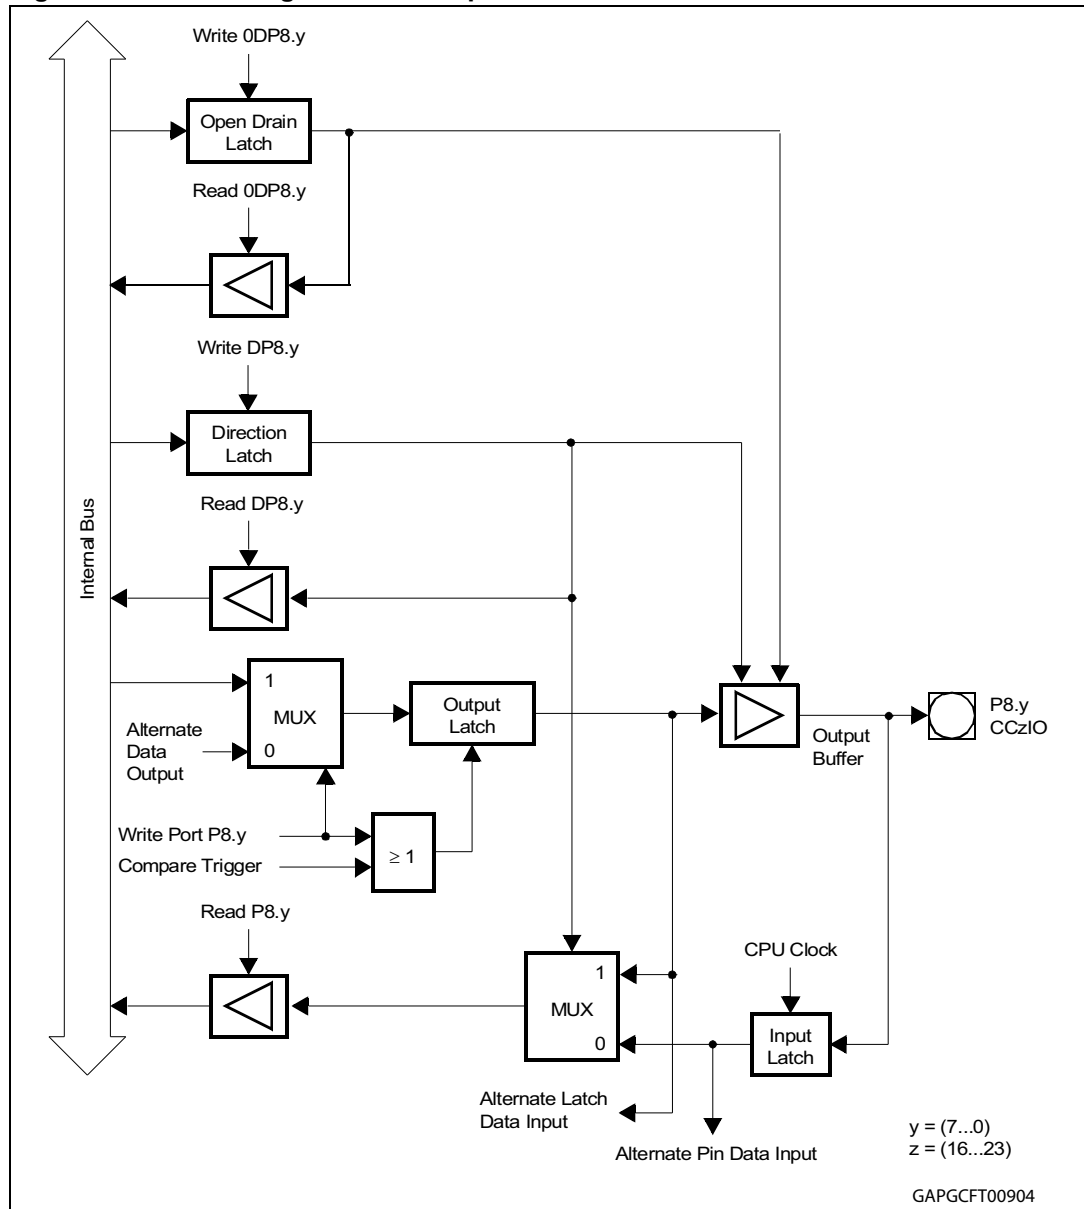 Write 0DP8.y
Open Drain
Latch
Read 0DP8.y
Write DP8.y
Direction
Latch
Read DP8.y
Internal Bus
1
MUX
0
Alternate
Data
Output
Output
Latch
Output
Buffer
P8.y
CCzIO
Write Port P8.y
Compare Trigger
≥ 1
Read P8.y
CPU Clock
1
MUX
0
Input
Latch
Alternate Latch
Data Input
Alternate Pin Data Input
y = (7...0)
z = (16...23)
GAPGCFT00904